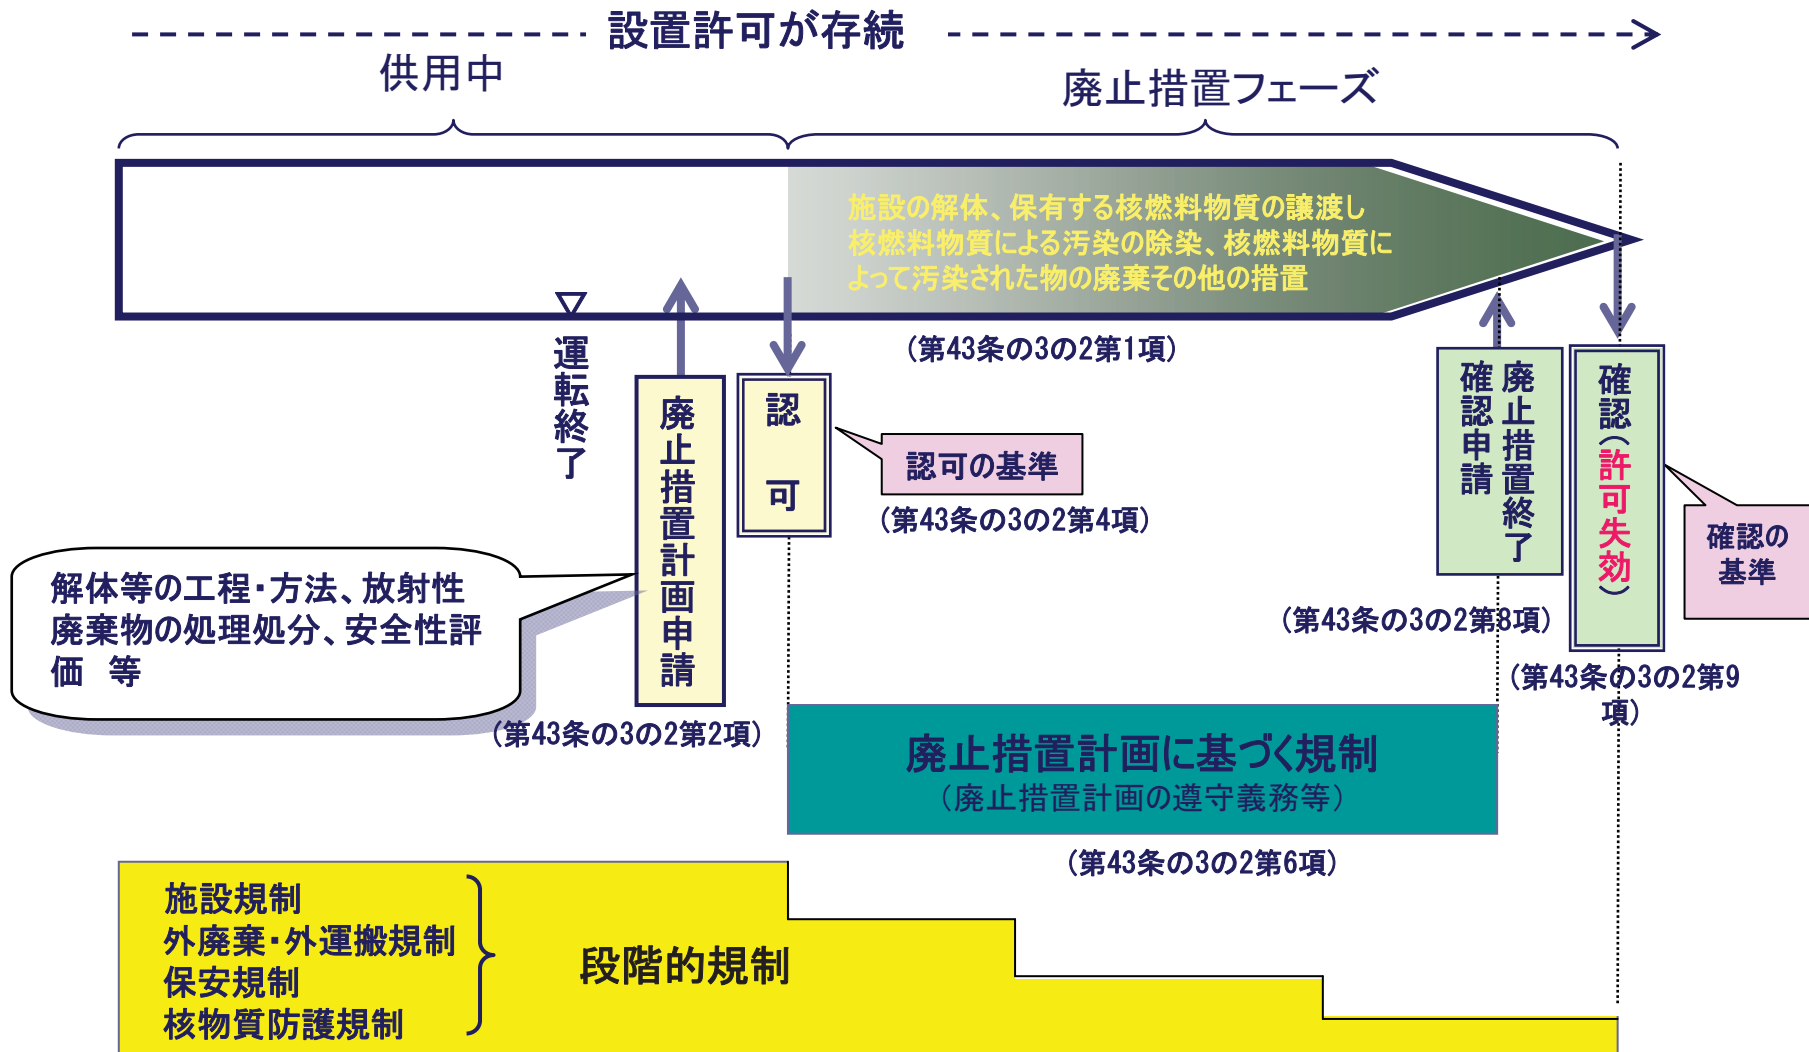 設置許可が存続
供用中
廃止措置フェーズ
施設の解体、保有する核燃料物質の譲渡し
核燃料物質による汚染の除染、核燃料物質に
よって汚染された物の廃棄その他の措置
(第43条の3の2第1項)
運転終了
廃止措置計画申請
認 可
認可の基準
(第43条の3の2第4項)
廃止措置終了
確認申請
確認(許可失効)
確認の
基準
解体等の工程・方法、放射性
廃棄物の処理処分、安全性評
価 等
(第43条の3の2第8項)
(第43条の3の2第9
項)
(第43条の3の2第2項)
廃止措置計画に基づく規制
(廃止措置計画の遵守義務等)
(第43条の3の2第6項)
施設規制
外廃棄・外運搬規制
保安規制
核物質防護規制
段階的規制